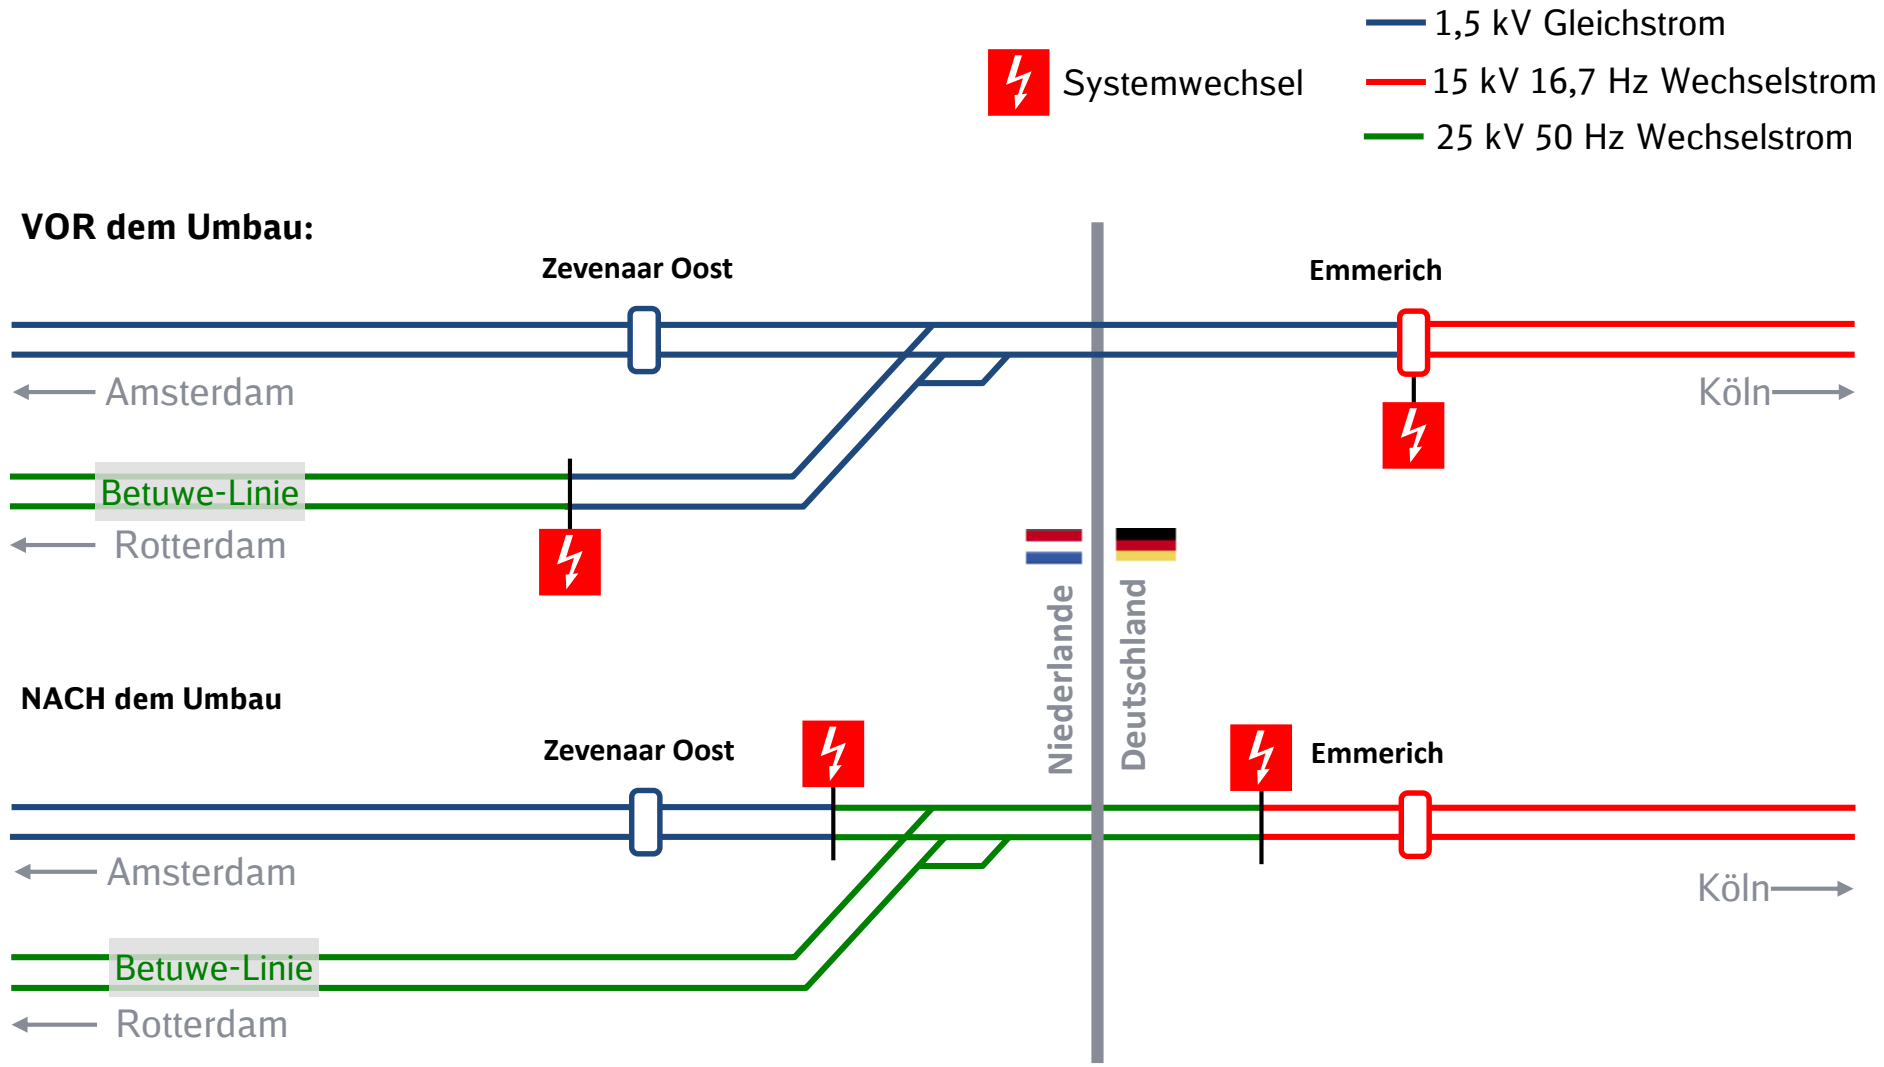 1,5 kV Gleichstrom
Systemwechsel
15 kV 16,7 Hz Wechselstrom
25 kV 50 Hz Wechselstrom
VOR dem Umbau:
Zevenaar Oost
Emmerich
Amsterdam
Köln
Betuwe-Linie
Rotterdam
Niederlande
Deutschland
NACH dem Umbau
Zevenaar Oost
Emmerich
Amsterdam
Köln
Betuwe-Linie
Rotterdam